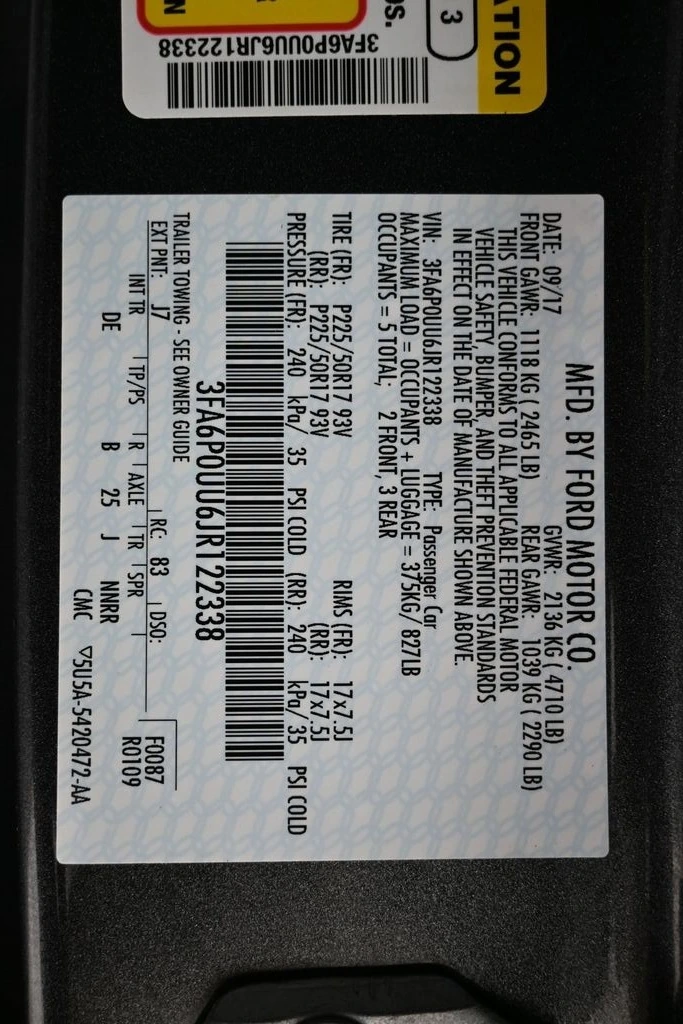 ATION
3
OS.
N
3FA6P0UU6JR122338
MFD. BY FORD MOTOR CO.
DATE: 09/17 GVWR: 2136 KG ( 4710 LB)
FRONT GAWR: 1118 KG ( 2465 LB) REAR GAWR: 1039 KG ( 2290 LB)
THIS VEHICLE CONFORMS TO ALL APPLICABLE FEDERAL MOTOR
VEHICLE SAFETY, BUMPER, AND THEFT PREVENTION STANDARDS
IN EFFECT ON THE DATE OF MANUFACTURE SHOWN ABOVE.
VIN: 3FA6P0UU6JR122338 TYPE: Passenger Car
MAXIMUM LOAD = OCCUPANTS + LUGGAGE = 375KG/ 827LB
OCCUPANTS = 5 TOTAL; 2 FRONT, 3 REAR
TIRE (FR): P225/50R17 93V RIMS (FR): 17x7.5J
(RR): P225/50R17 93V (RR): 17x7.5J
PRESSURE (FR): 240 kPa/ 35 PSI COLD (RR): 240 kPa/ 35 PSI COLD
3FA6P0UU6JR122338
TRAILER TOWING - SEE OWNER GUIDE
EXT PNT: J7 RC: 83 DSO: F0087
INT TR TP/PS R AXLE TR SPR R0109
DE B 25 J NNRR
CMC ▽5U5A-5420472-AA